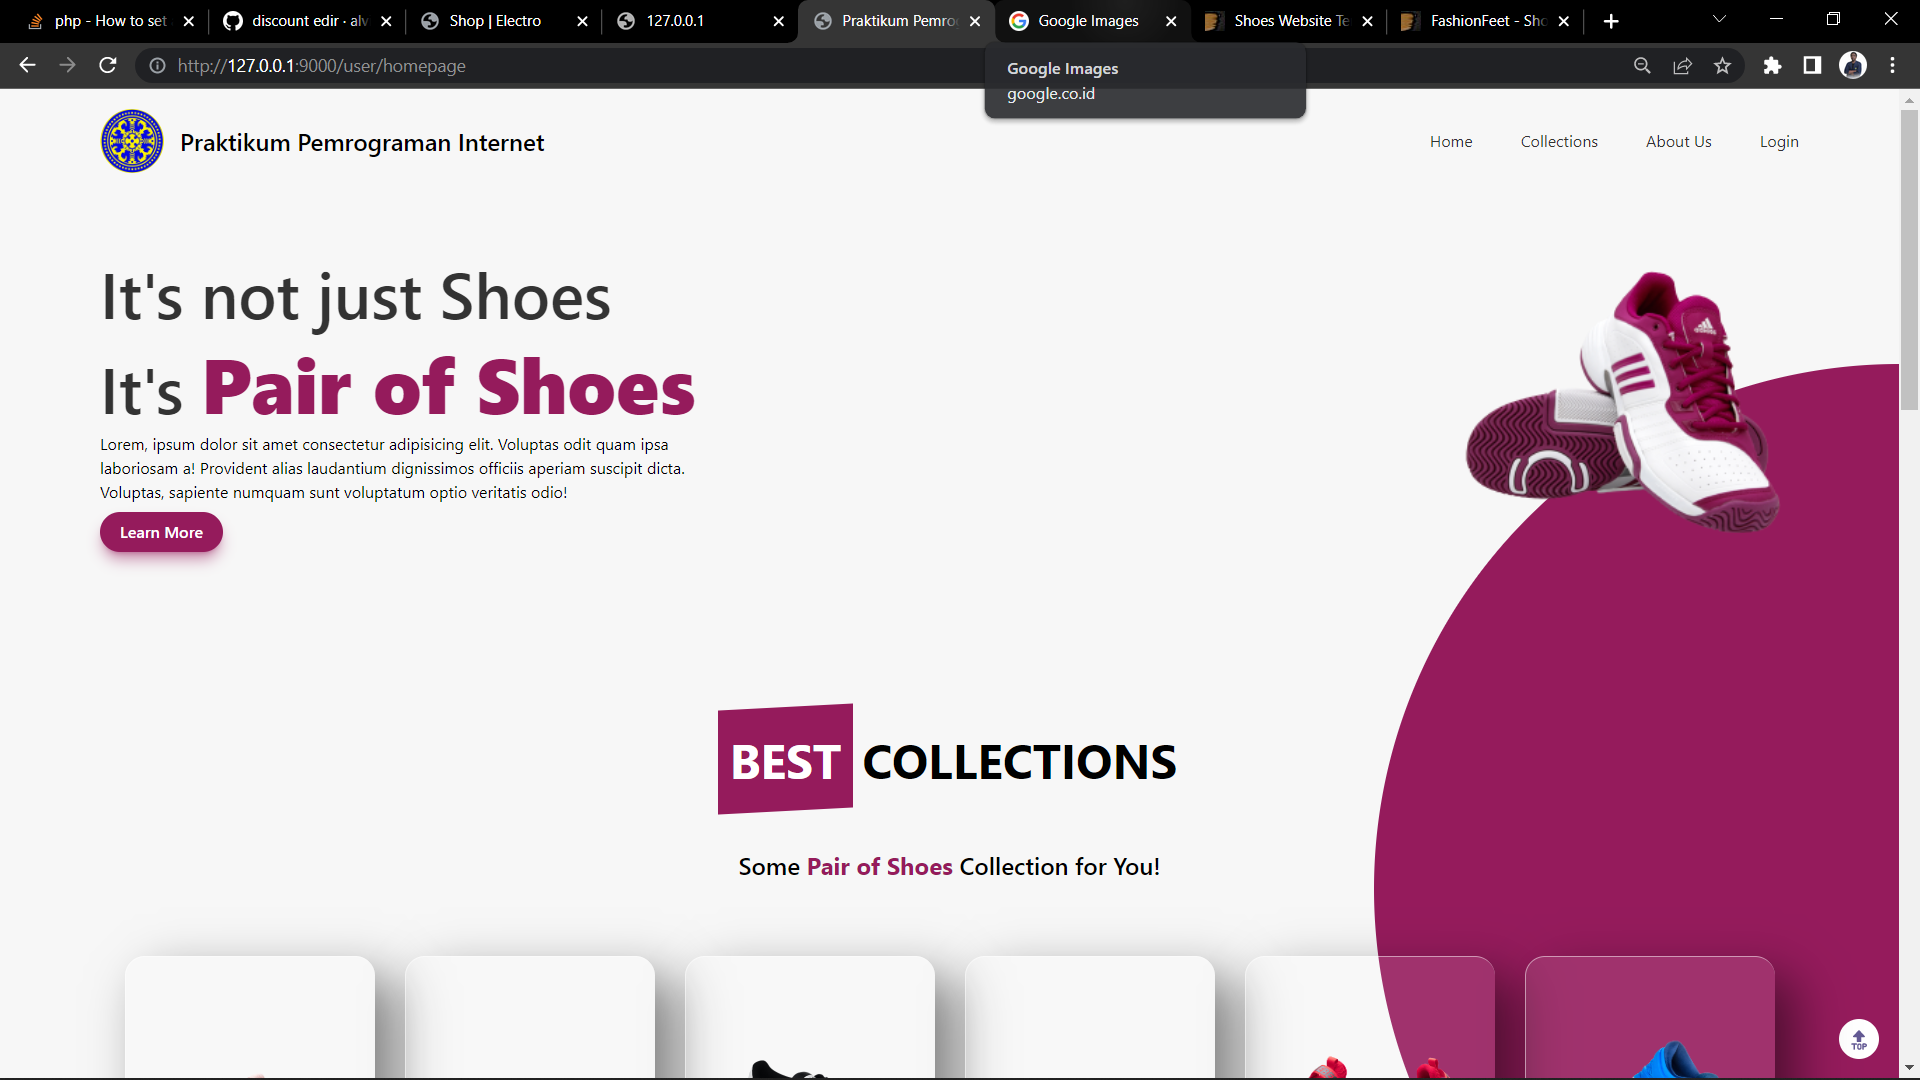 php - How to set
discount edir · alv
Shop | Electro
127.0.0.1
Praktikum Pemro
Google Images
Shoes Website Te
FashionFeet - Sho
http://127.0.0.1:9000/user/homepage
Google Images
google.co.id
Praktikum Pemrograman Internet
Home
Collections
About Us
Login
It's not just Shoes
It's Pair of Shoes
Lorem, ipsum dolor sit amet consectetur adipisicing elit. Voluptas odit quam ipsa
laboriosam a! Provident alias laudantium dignissimos officiis aperiam suscipit dicta.
Voluptas, sapiente numquam sunt voluptatum optio veritatis odio!
Learn More
BEST COLLECTIONS
Some Pair of Shoes Collection for You!
TOP